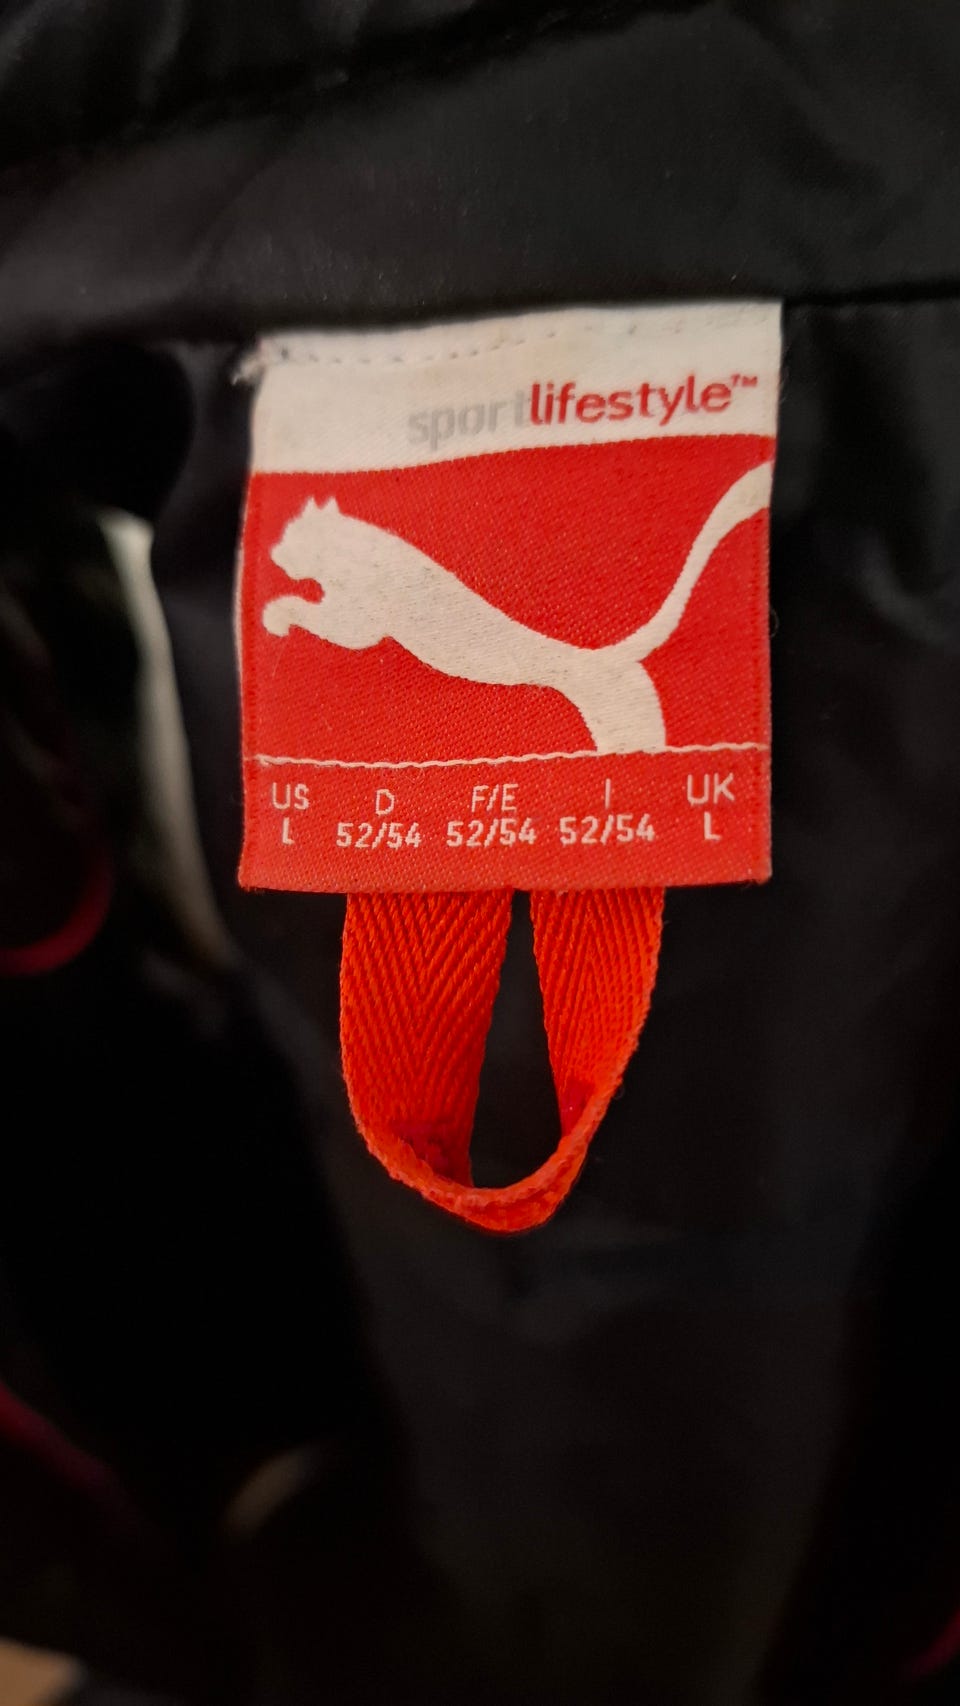 sportlifestyle™
US D F/E I UK
L 52/54 52/54 52/54 L